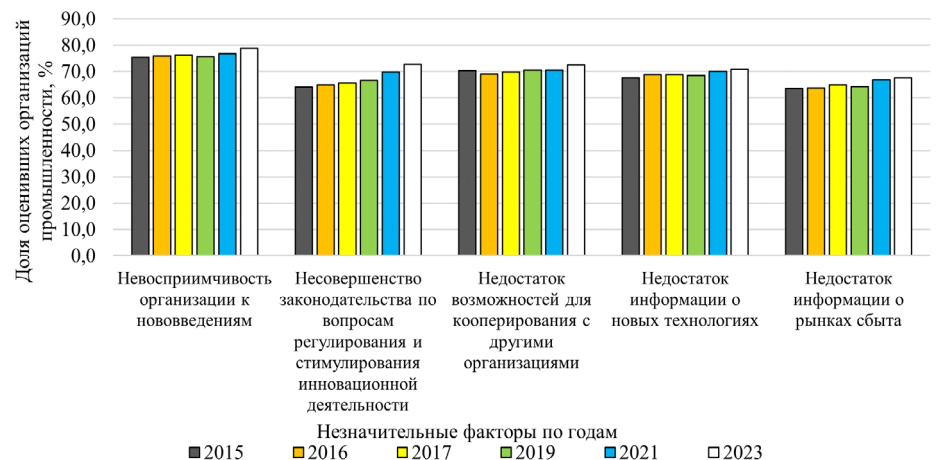 Доля оценивших организаций
промышленности, %
90,0
80,0
70,0
60,0
50,0
40,0
30,0
20,0
10,0
0,0
Невосприимчивость
организации к
нововведениям
Несовершенство
законодательства по
вопросам
регулирования и
стимулирования
инновационной
деятельности
Недостаток
возможностей для
кооперирования с
другими
организациями
Недостаток
информации о
новых технологиях
Недостаток
информации о
рынках сбыта
Незначительные факторы по годам
2015 2016 2017 2019 2021 2023